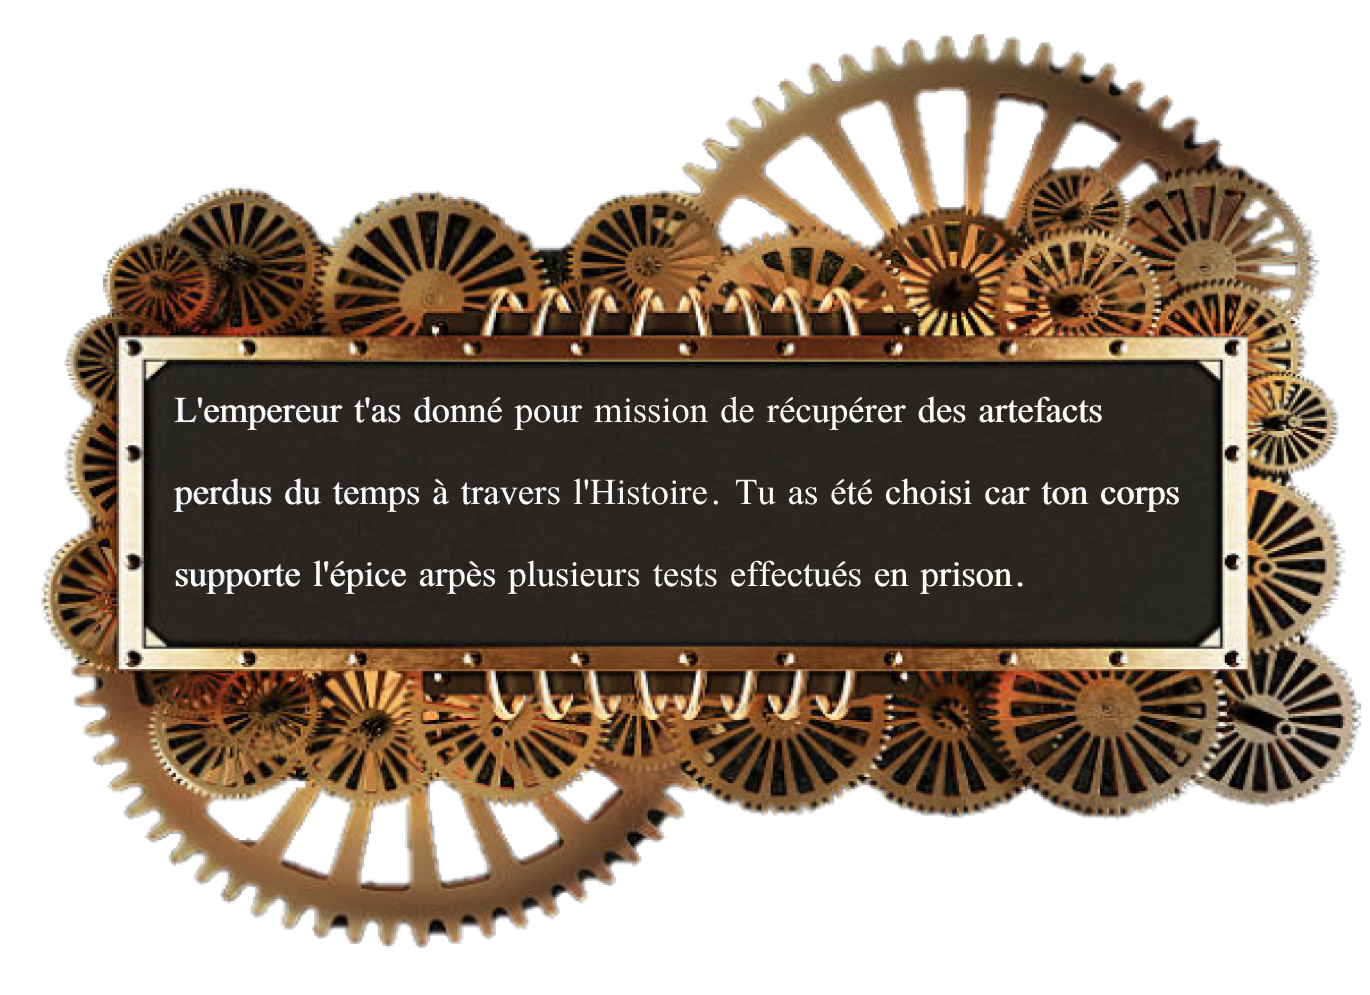 L'empereur t'as donné pour mission de récupérer des artefacts
perdus du temps à travers l'Histoire. Tu as été choisi car ton corps
supporte l'épice arpès plusieurs tests effectués en prison.